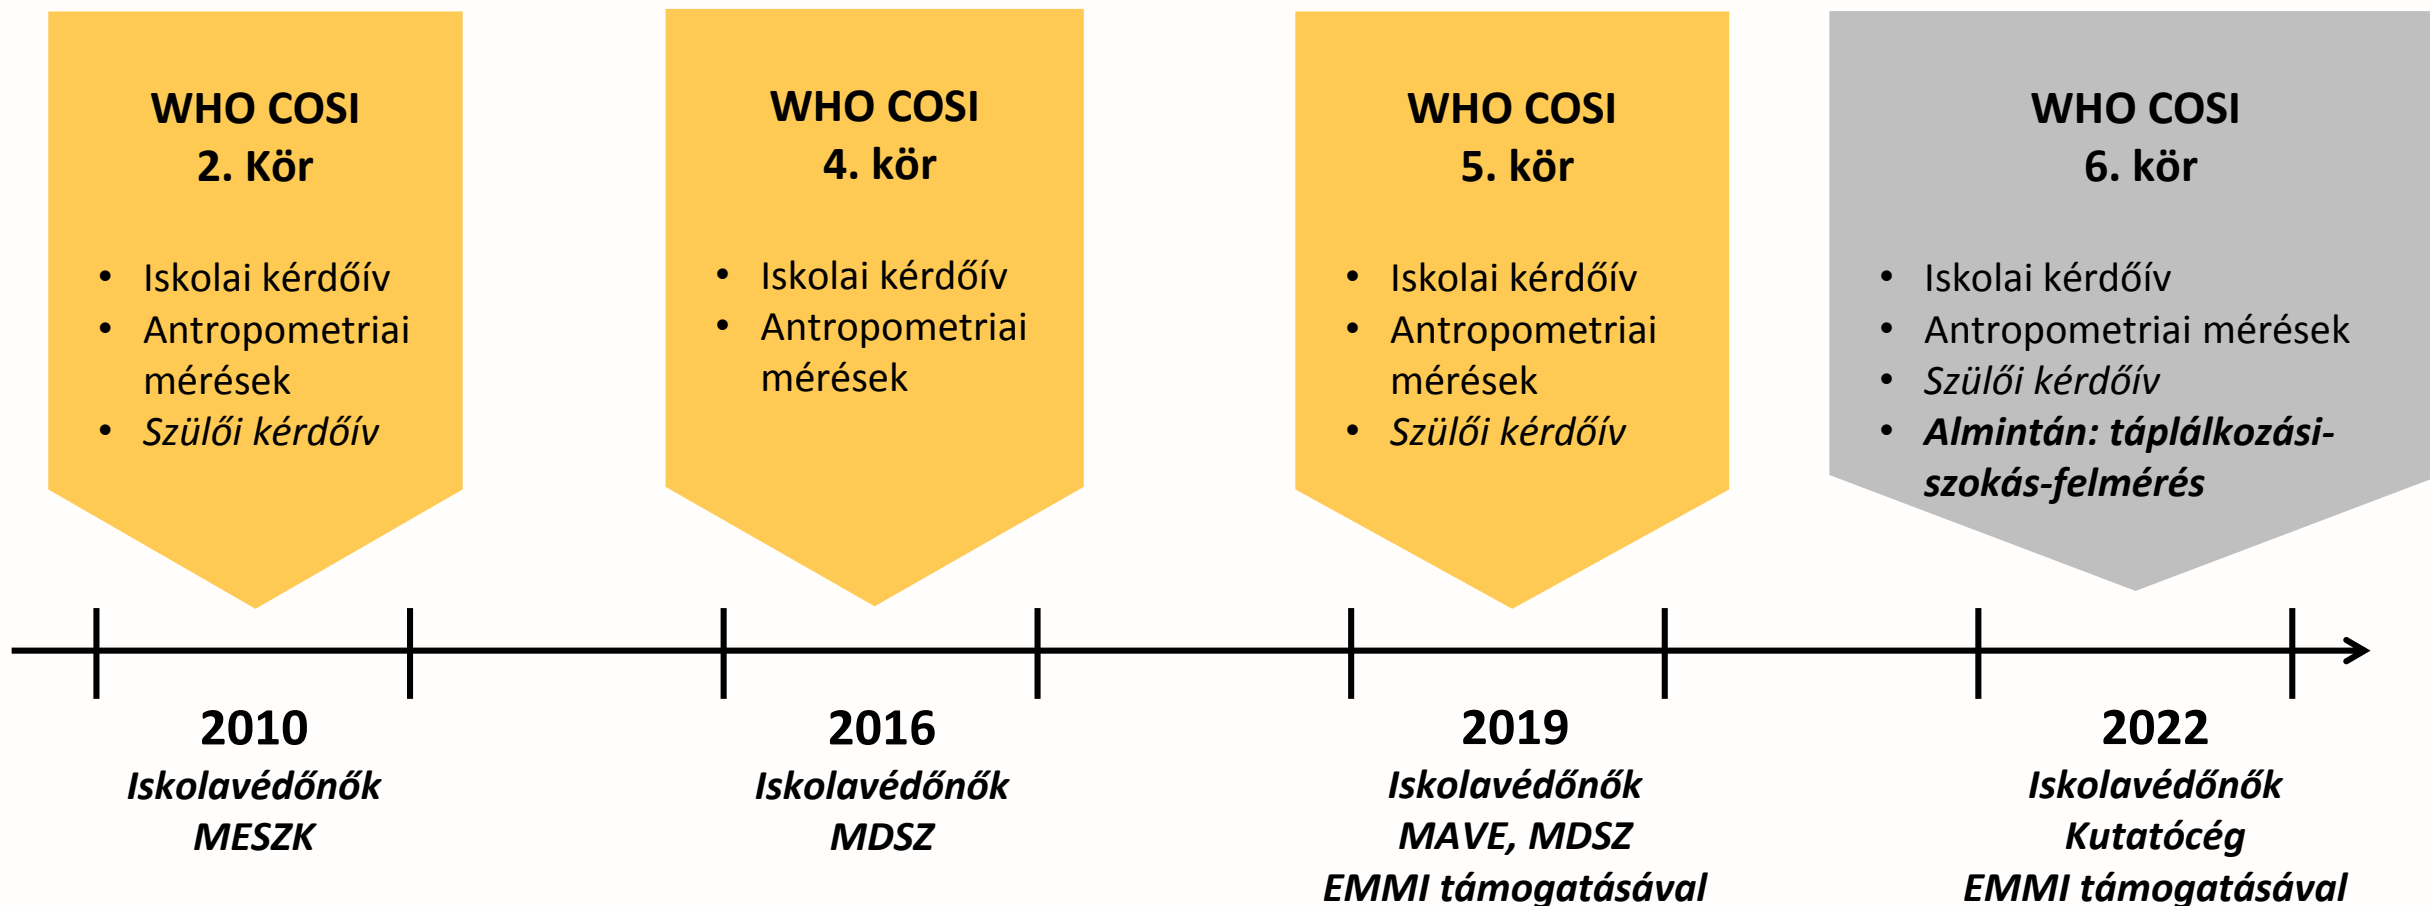 WHO COSI
2. Kör
• Iskolai kérdőív
• Antropometriai
mérések
• Szülői kérdőív
WHO COSI
4. kör
• Iskolai kérdőív
• Antropometriai
mérések
WHO COSI
5. kör
• Iskolai kérdőív
• Antropometriai
mérések
• Szülői kérdőív
WHO COSI
6. kör
• Iskolai kérdőív
• Antropometriai mérések
• Szülői kérdőív
• Almintán: táplálkozási-
szokás-felmérés
2010
Iskolavédőnők
MESZK
2016
Iskolavédőnők
MDSZ
2019
Iskolavédőnők
MAVE, MDSZ
EMMI támogatásával
2022
Iskolavédőnők
Kutatócég
EMMI támogatásával